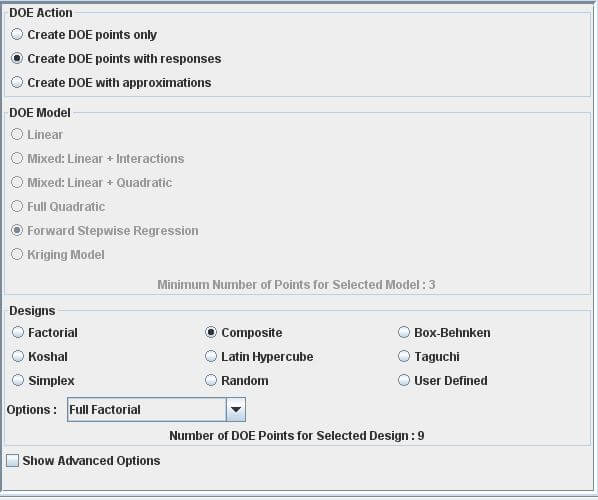 DOE Action
Create DOE points only
Create DOE points with responses
Create DOE with approximations
DOE Model
Linear
Mixed: Linear + Interactions
Mixed: Linear + Quadratic
Full Quadratic
Forward Stepwise Regression
Kriging Model
Minimum Number of Points for Selected Model : 3
Designs
Factorial Composite Box-Behnken
Koshal Latin Hypercube Taguchi
Simplex Random User Defined
Options : Full Factorial
Number of DOE Points for Selected Design : 9
Show Advanced Options